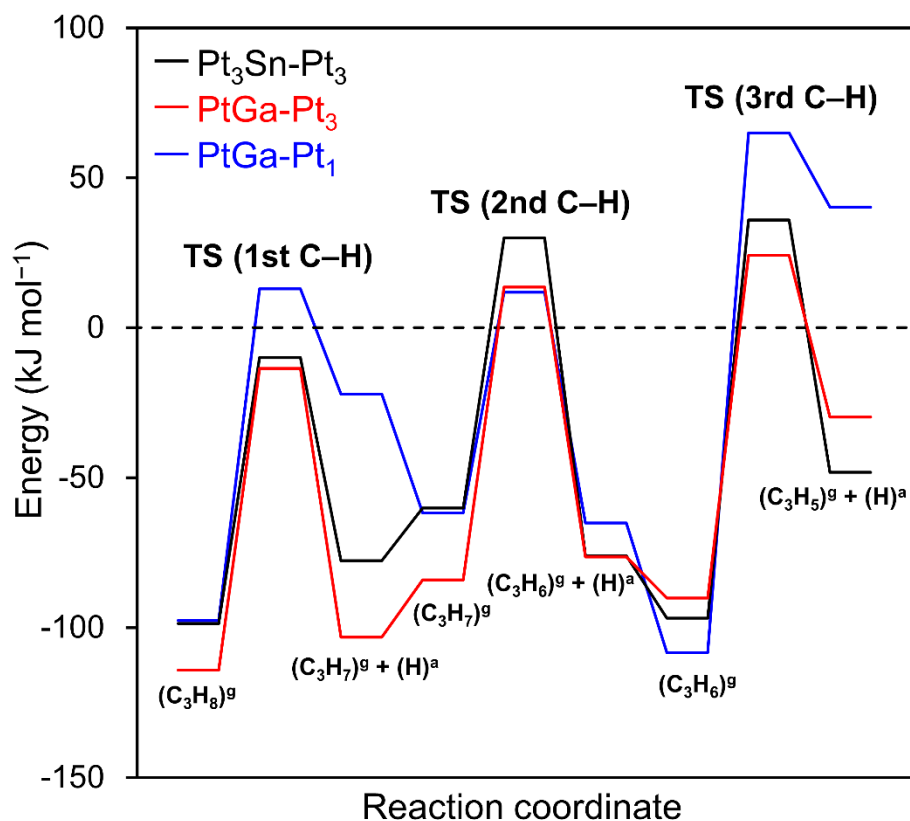 100
Pt₃Sn-Pt₃
PtGa-Pt₃
PtGa-Pt₁
TS (3rd C–H)
TS (2nd C–H)
TS (1st C–H)
50
0
-50
-100
-150
Energy (kJ mol⁻¹)
(C₃H₈)ᵍ
(C₃H₇)ᵍ + (H)ᵃ
(C₃H₇)ᵍ
(C₃H₆)ᵍ + (H)ᵃ
(C₃H₆)ᵍ
(C₃H₅)ᵍ + (H)ᵃ
Reaction coordinate